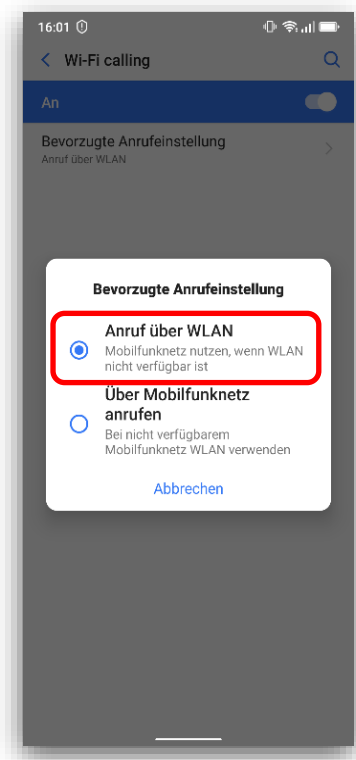 16:01
Wi-Fi calling
An
Bevorzugte Anrufeinstellung
Anruf über WLAN
Bevorzugte Anrufeinstellung
Anruf über WLAN
Mobilfunknetz nutzen, wenn WLAN
nicht verfügbar ist
Über Mobilfunknetz
anrufen
Bei nicht verfügbarem
Mobilfunknetz WLAN verwenden
Abbrechen